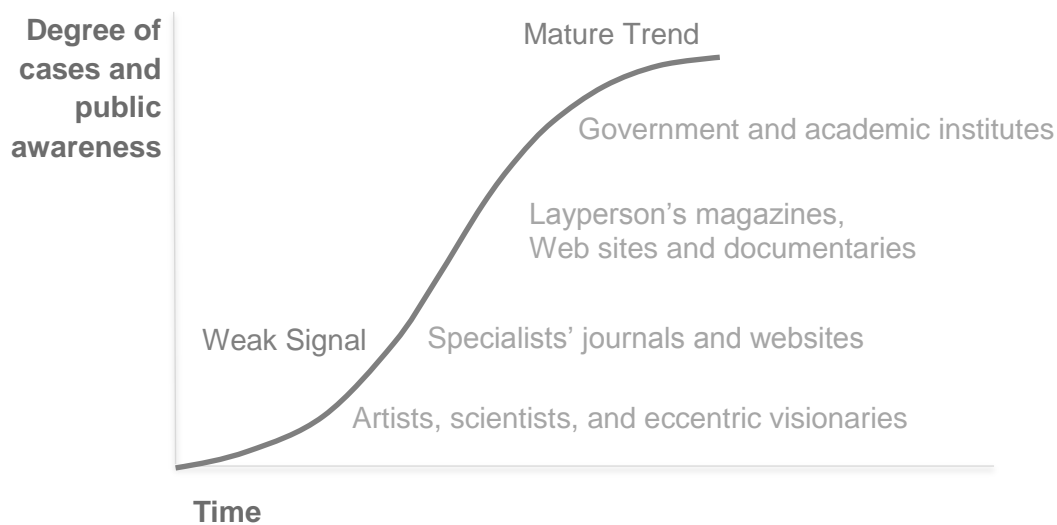 Degree of
cases and
public
awareness
Mature Trend
Government and academic institutes
Layperson’s magazines,
Web sites and documentaries
Weak Signal
Specialists’ journals and websites
Artists, scientists, and eccentric visionaries
Time